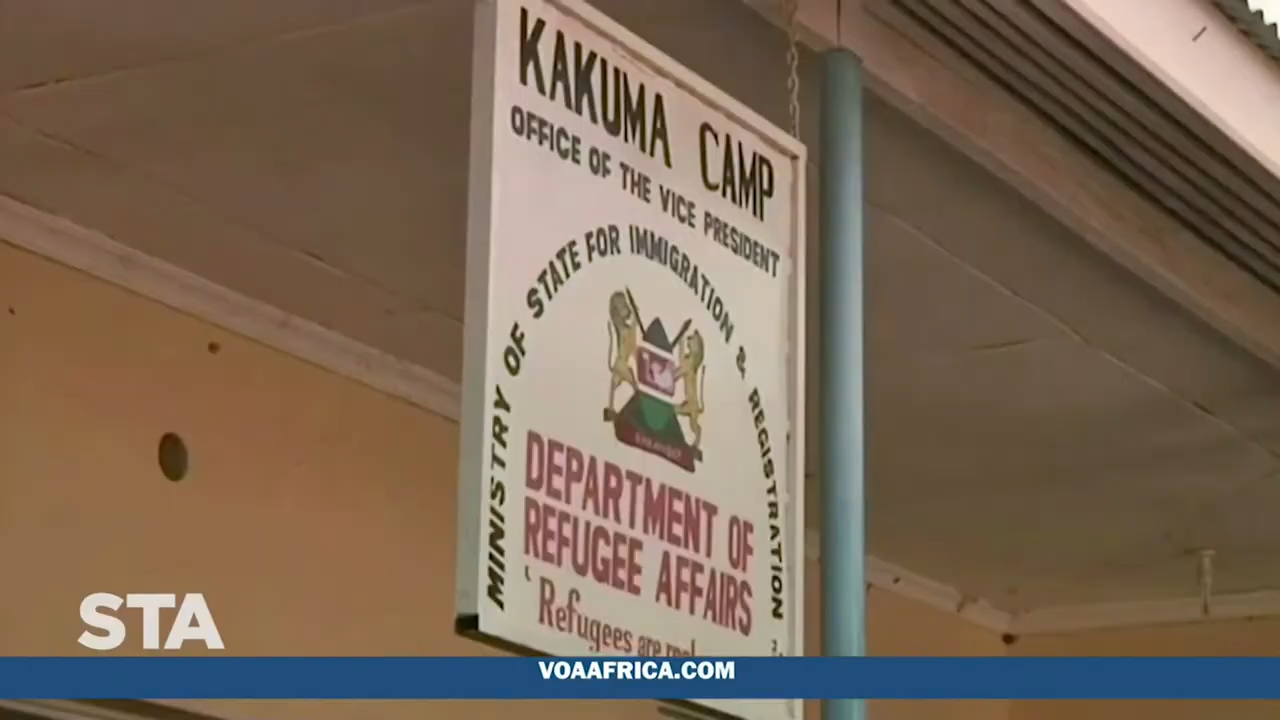 KAKUMA CAMP
OFFICE OF THE VICE PRESIDENT
MINISTRY OF STATE FOR IMMIGRATION & REGISTRATION
DEPARTMENT OF
REFUGEE AFFAIRS
'Refugees are
STA
VOAAFRICA.COM